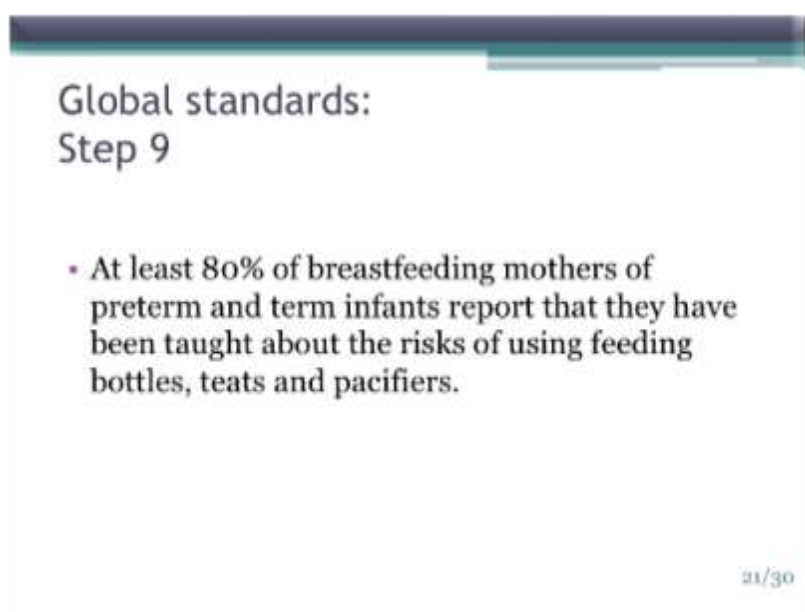 Global standards:
Step 9
• At least 80% of breastfeeding mothers of
preterm and term infants report that they have
been taught about the risks of using feeding
bottles, teats and pacifiers.
21/30